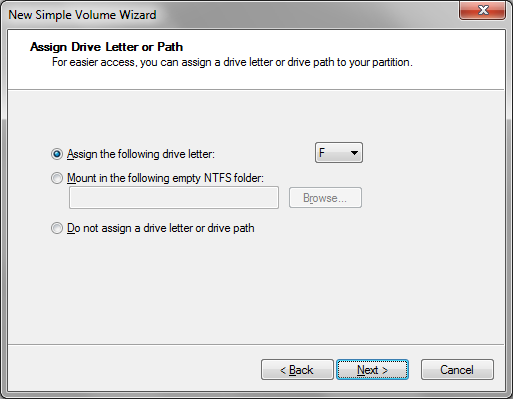 New Simple Volume Wizard
Assign Drive Letter or Path
For easier access, you can assign a drive letter or drive path to your partition.
Assign the following drive letter: F
Mount in the following empty NTFS folder:
Browse...
Do not assign a drive letter or drive path
< Back Next > Cancel